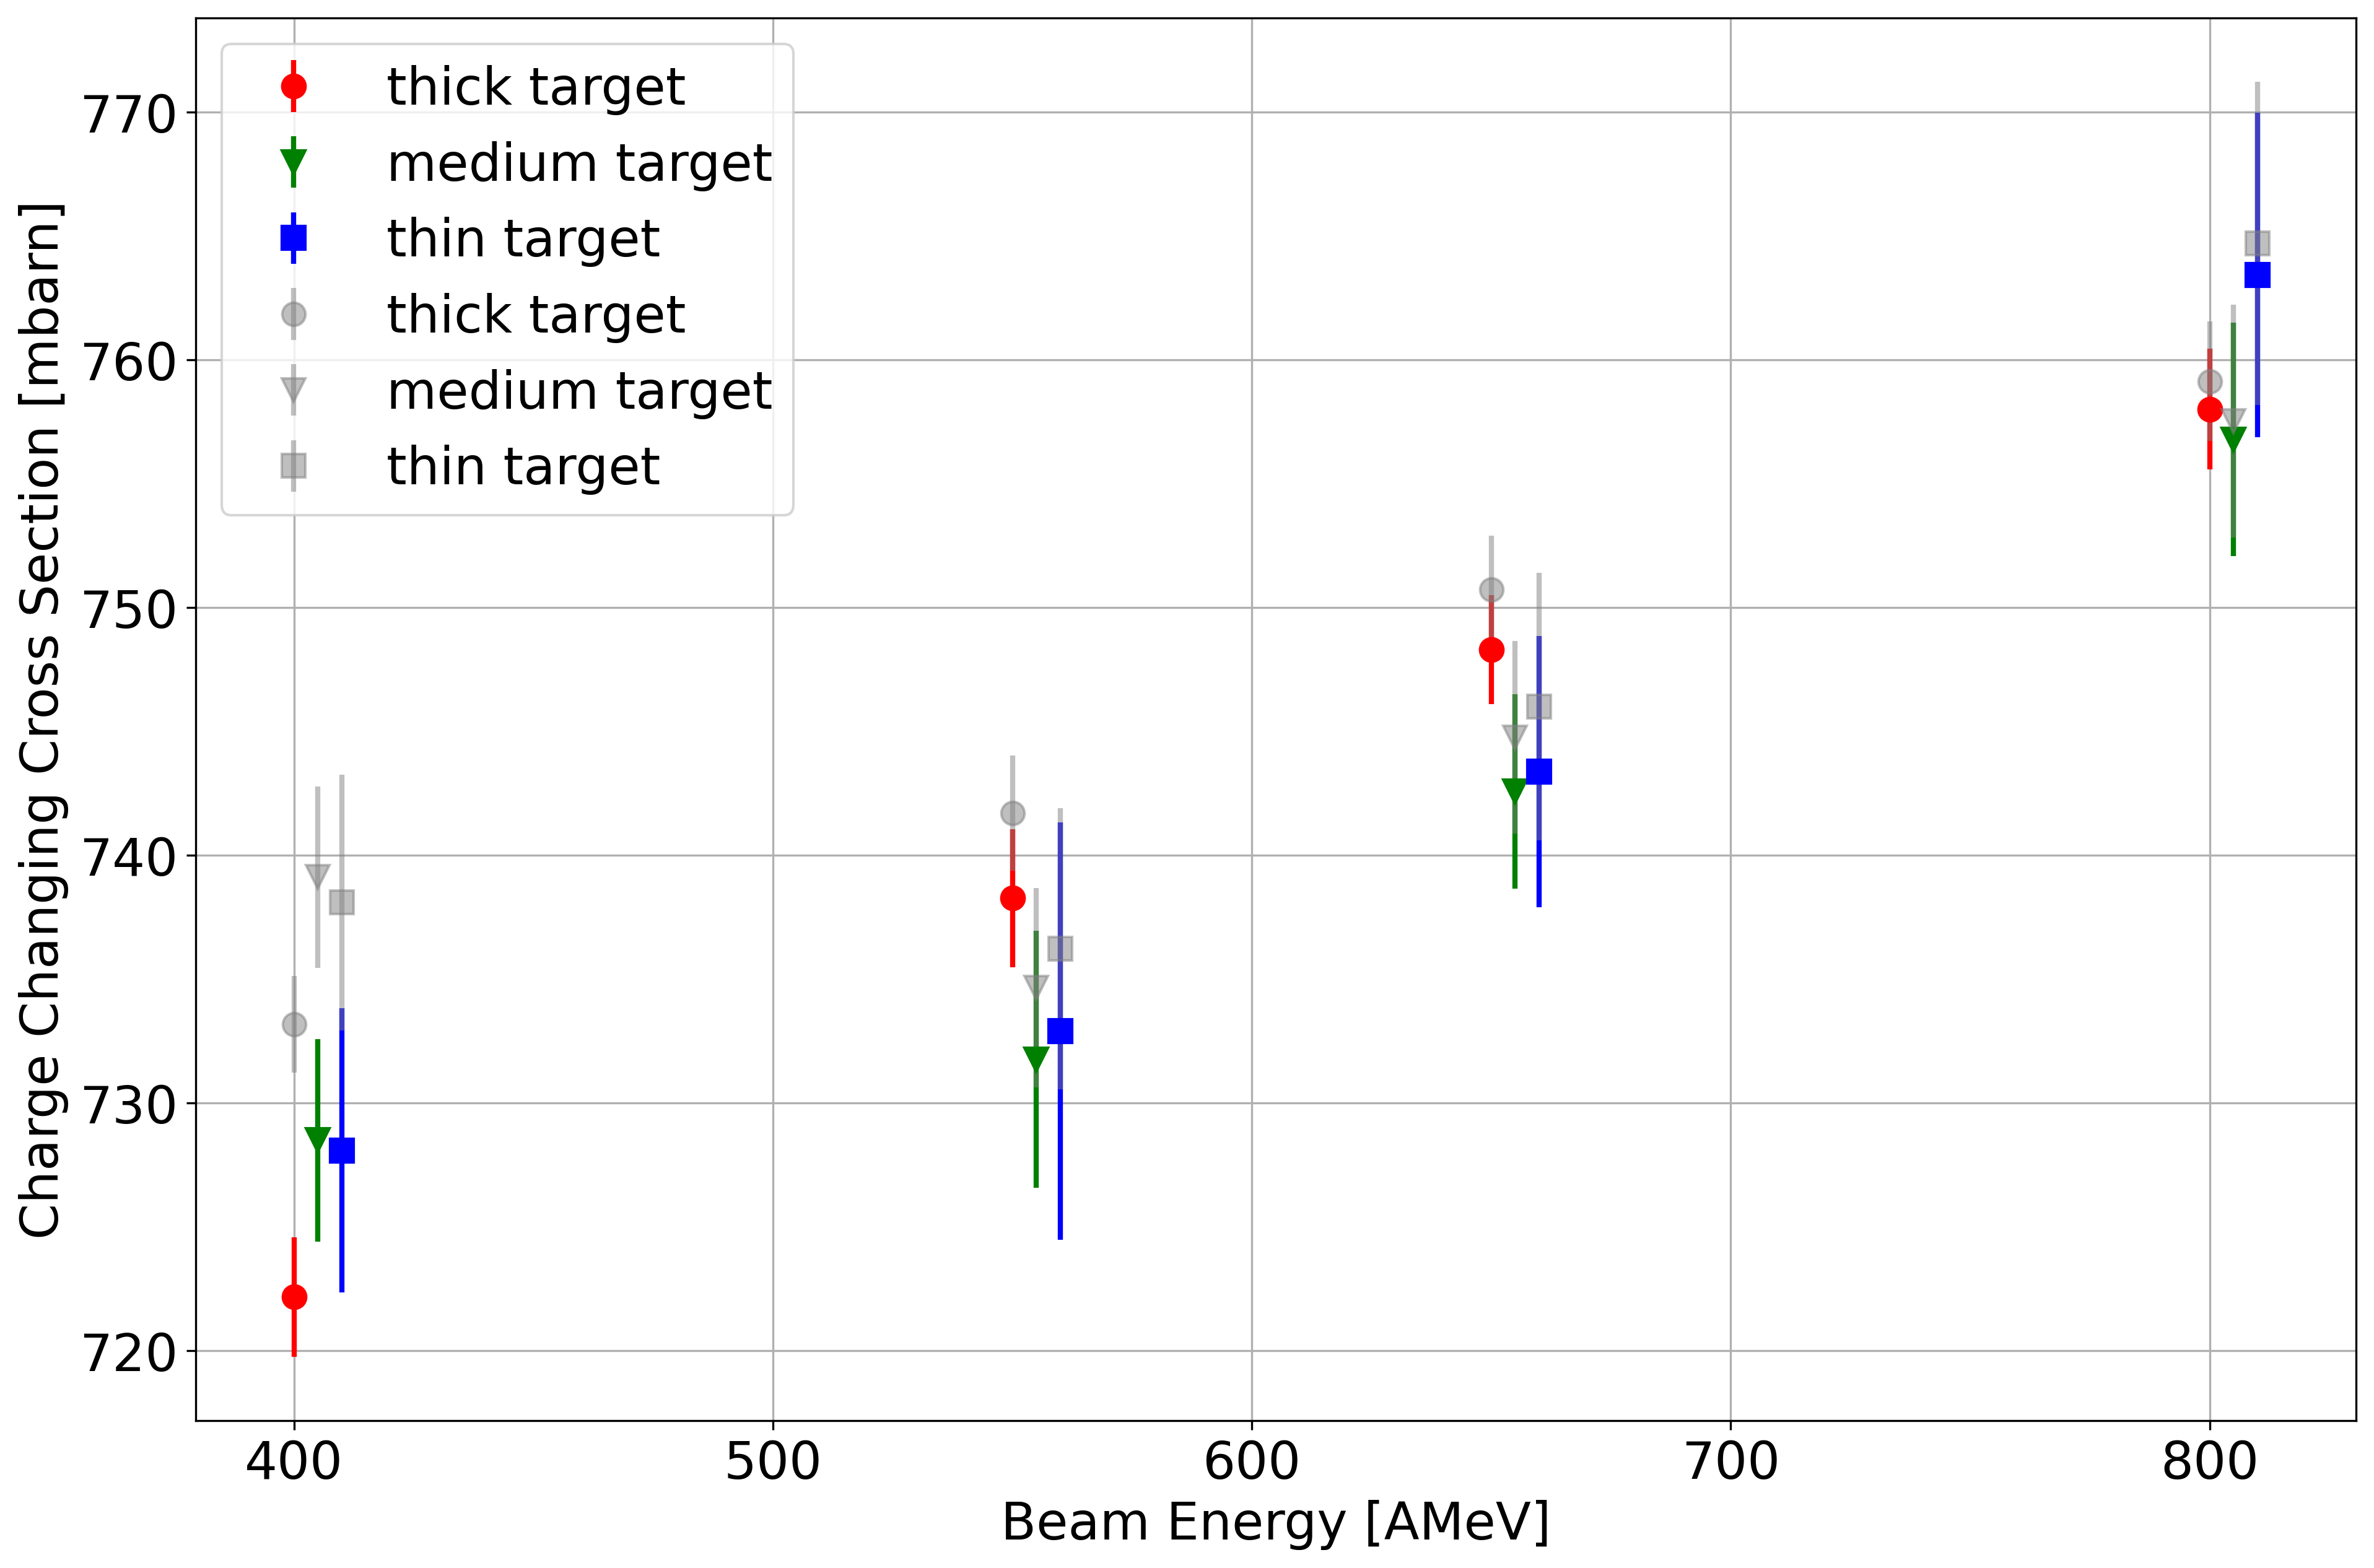 thick target
medium target
thin target
thick target
medium target
thin target
Charge Changing Cross Section [mbarn]
770
760
750
740
730
720
400 500 600 700 800
Beam Energy [AMeV]